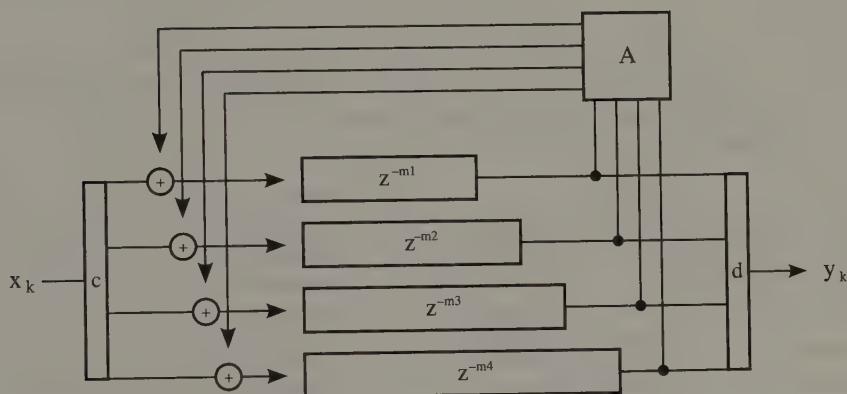 A
+
z^{-m1}
+
z^{-m2}
x_k
c
d
y_k
+
z^{-m3}
+
z^{-m4}